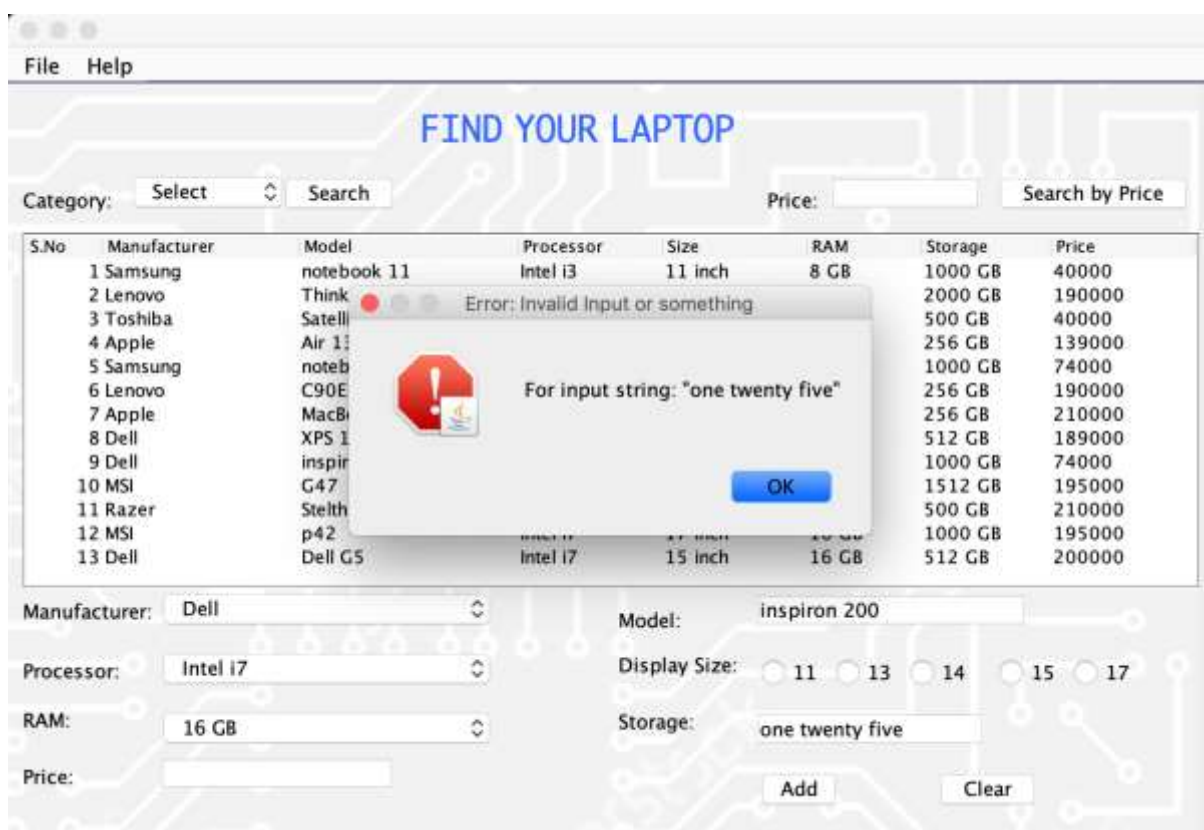 File Help
FIND YOUR LAPTOP
Category: Select Search Price: Search by Price
S.No Manufacturer Model Processor Size RAM Storage Price
1 Samsung notebook 11 Intel i3 11 inch 8 GB 1000 GB 40000
2 Lenovo Think 2000 GB 190000
Error: Invalid Input or something
3 Toshiba Satelli 500 GB 40000
4 Apple Air 13 256 GB 139000
5 Samsung noteb 1000 GB 74000
6 Lenovo C90E 256 GB 190000
For input string: "one twenty five"
7 Apple MacB 256 GB 210000
8 Dell XPS 1 512 GB 189000
9 Dell inspir 1000 GB 74000
10 MSI G47 1512 GB 195000
OK
11 Razer Stelth 500 GB 210000
12 MSI p42 1000 GB 195000
13 Dell Dell G5 Intel i7 15 inch 16 GB 512 GB 200000
Manufacturer: Dell Model: inspiron 200
Processor: Intel i7 Display Size: 11 13 14 15 17
RAM: 16 GB Storage: one twenty five
Price: Add Clear